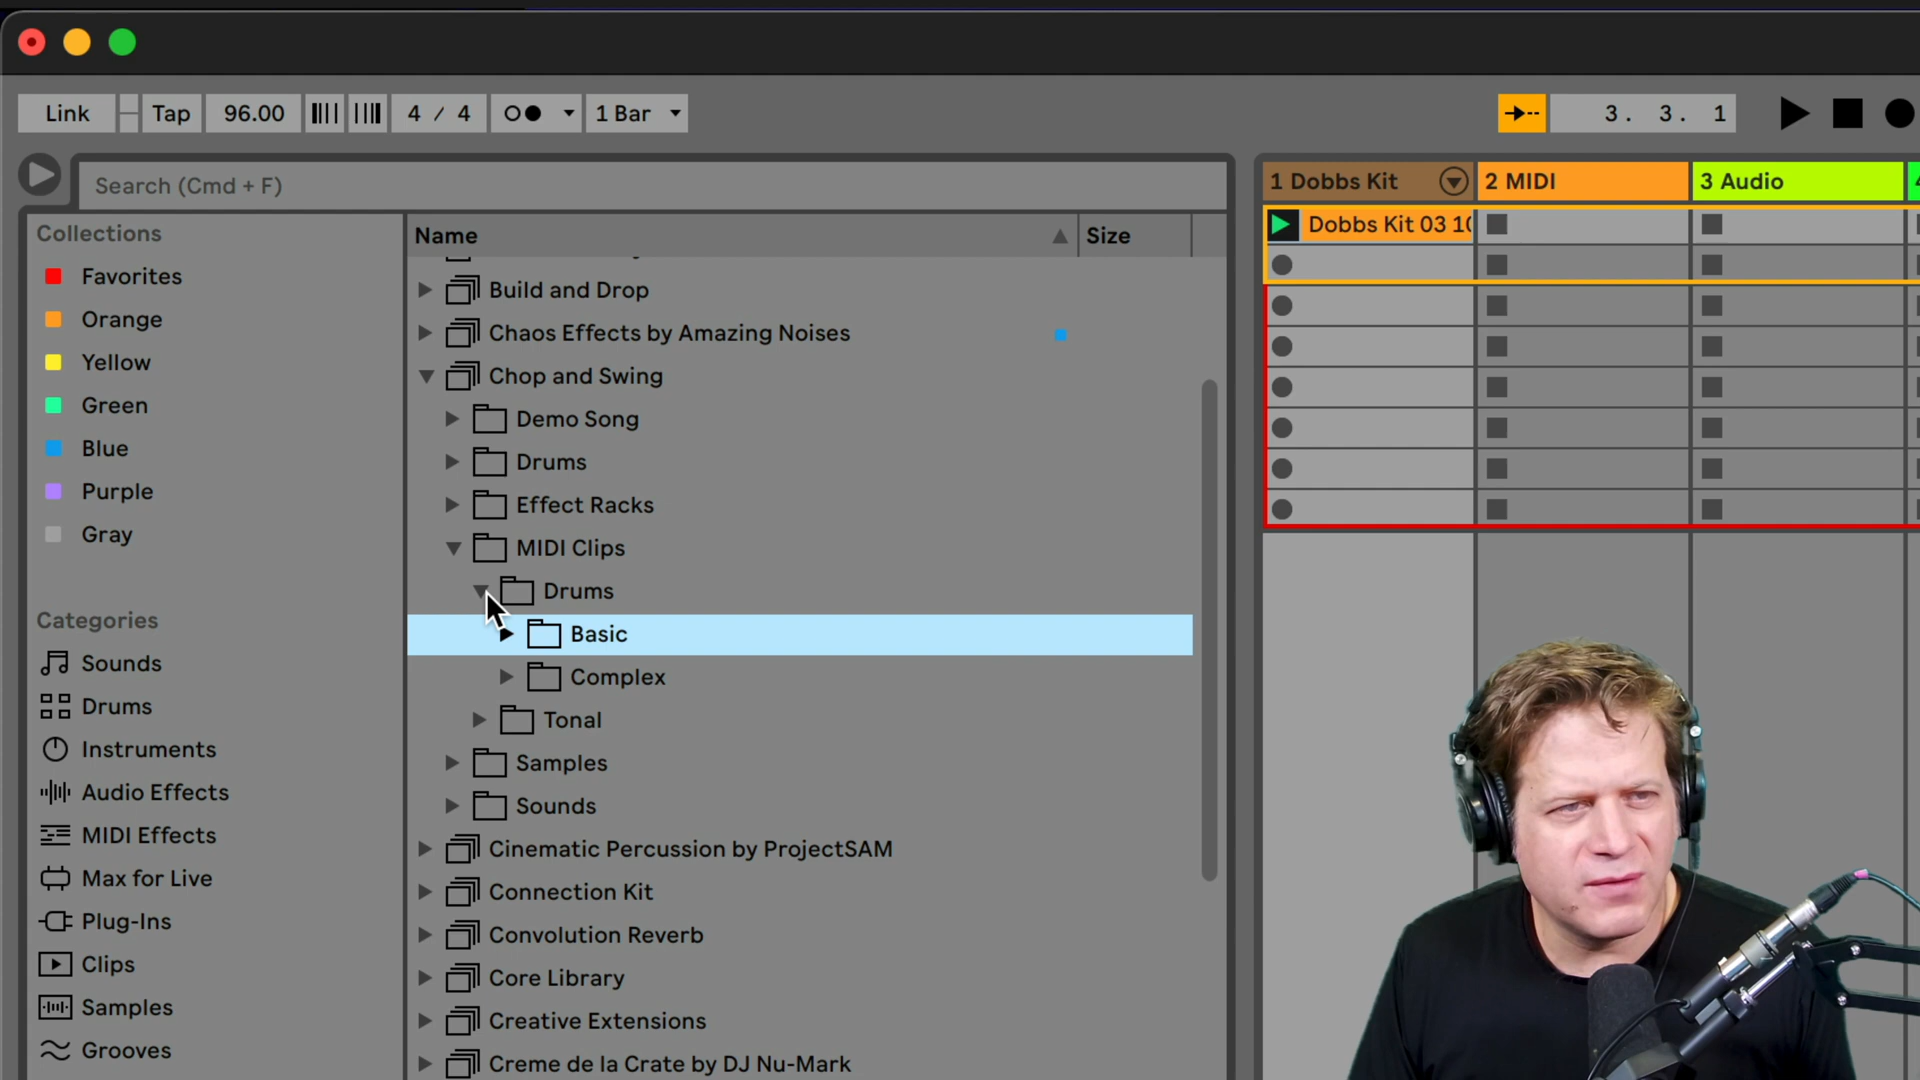 Link
Tap
96.00
4 / 4
1 Bar
3. 3. 1
Search (Cmd + F)
Collections
Favorites
Orange
Yellow
Green
Blue
Purple
Gray
Categories
Sounds
Drums
Instruments
Audio Effects
MIDI Effects
Max for Live
Plug-Ins
Clips
Samples
Grooves
Name
Size
Build and Drop
Chaos Effects by Amazing Noises
Chop and Swing
Demo Song
Drums
Effect Racks
MIDI Clips
Drums
Basic
Complex
Tonal
Samples
Sounds
Cinematic Percussion by ProjectSAM
Connection Kit
Convolution Reverb
Core Library
Creative Extensions
Creme de la Crate by DJ Nu-Mark
1 Dobbs Kit
2 MIDI
3 Audio
Dobbs Kit 03